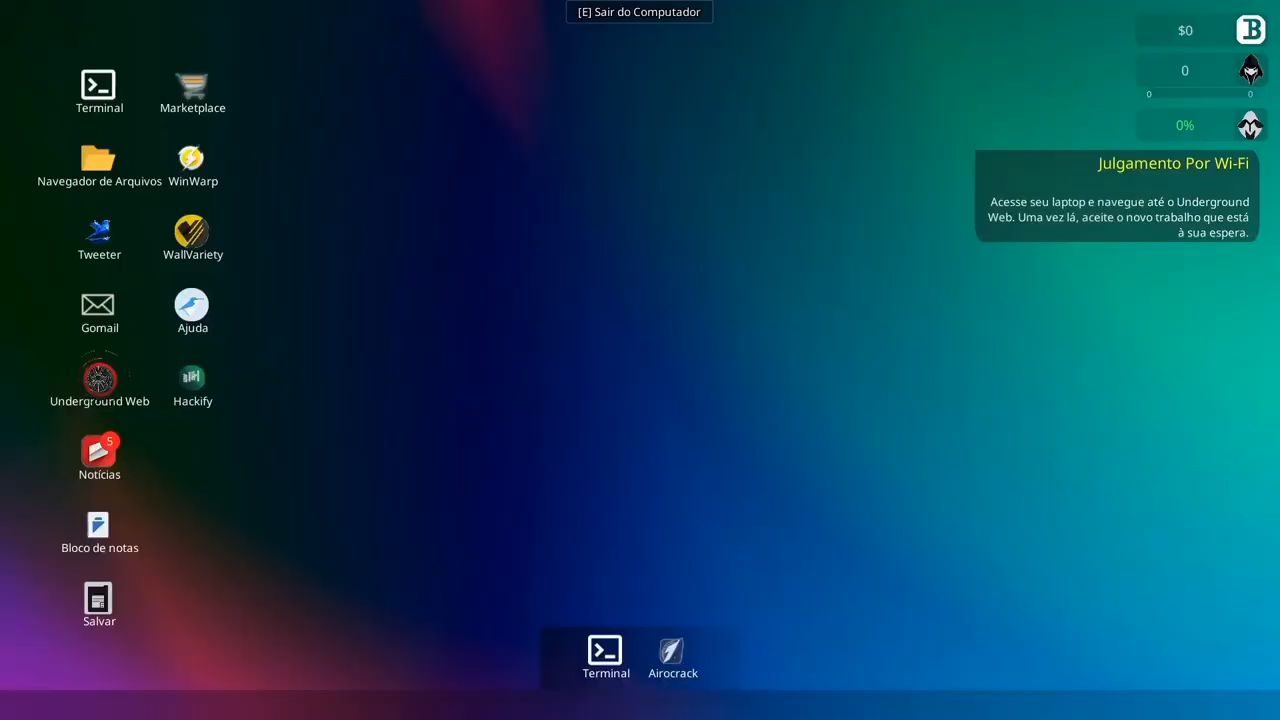 [E] Sair do Computador
$0
0
0 0
0%
Julgamento Por Wi-Fi
Acesse seu laptop e navegue até o Underground
Web. Uma vez lá, aceite o novo trabalho que está
à sua espera.
Terminal
Marketplace
Navegador de Arquivos
WinWarp
Tweeter
WallVariety
Gomail
Ajuda
Underground Web
Hackify
5
Notícias
Bloco de notas
Salvar
Terminal
Airocrack